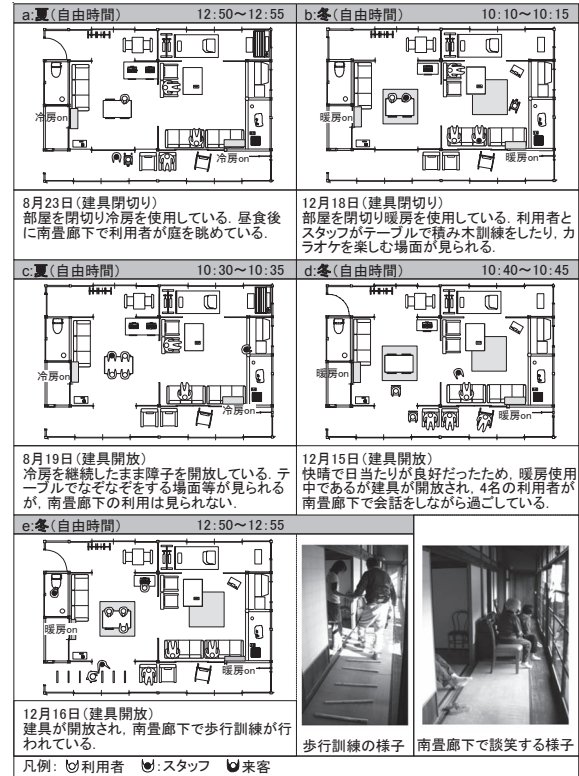 a:夏(自由時間) 12:50～12:55
冷房on
冷房on
8月23日(建具閉切り)
部屋を閉切り冷房を使用している．昼食後
に南畳廊下で利用者が庭を眺めている．
b:冬(自由時間) 10:10～10:15
暖房on
暖房on
12月18日(建具閉切り)
部屋を閉切り暖房を使用している．利用者と
スタッフがテーブルで積み木訓練をしたり，カ
ラオケを楽しむ場面が見られる．
c:夏(自由時間) 10:30～10:35
冷房on
冷房on
8月19日(建具開放)
冷房を継続したまま障子を開放している．テ
ーブルでなぞなぞをする場面等が見られる
が，南畳廊下の利用は見られない．
d:冬(自由時間) 10:40～10:45
暖房on
暖房on
12月15日(建具開放)
快晴で日当たりが良好だったため，暖房使用
中であるが建具が開放され，4名の利用者が
南畳廊下で会話をしながら過ごしている．
e:冬(自由時間) 12:50～12:55
暖房on
暖房on
12月16日(建具開放)
建具が開放され，南畳廊下で歩行訓練が行
われている．
歩行訓練の様子
南畳廊下で談笑する様子
凡例: 利用者 :スタッフ 来客